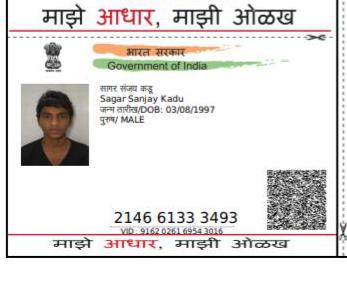 माझे आधार, माझी ओळख
भारत सरकार
Government of India
सागर संजय कडू
Sagar Sanjay Kadu
जन्म तारीख/DOB: 03/08/1997
पुरुष/ MALE
2146 6133 3493
VID : 9162 0261 6954 3016
माझे आधार, माझी ओळख